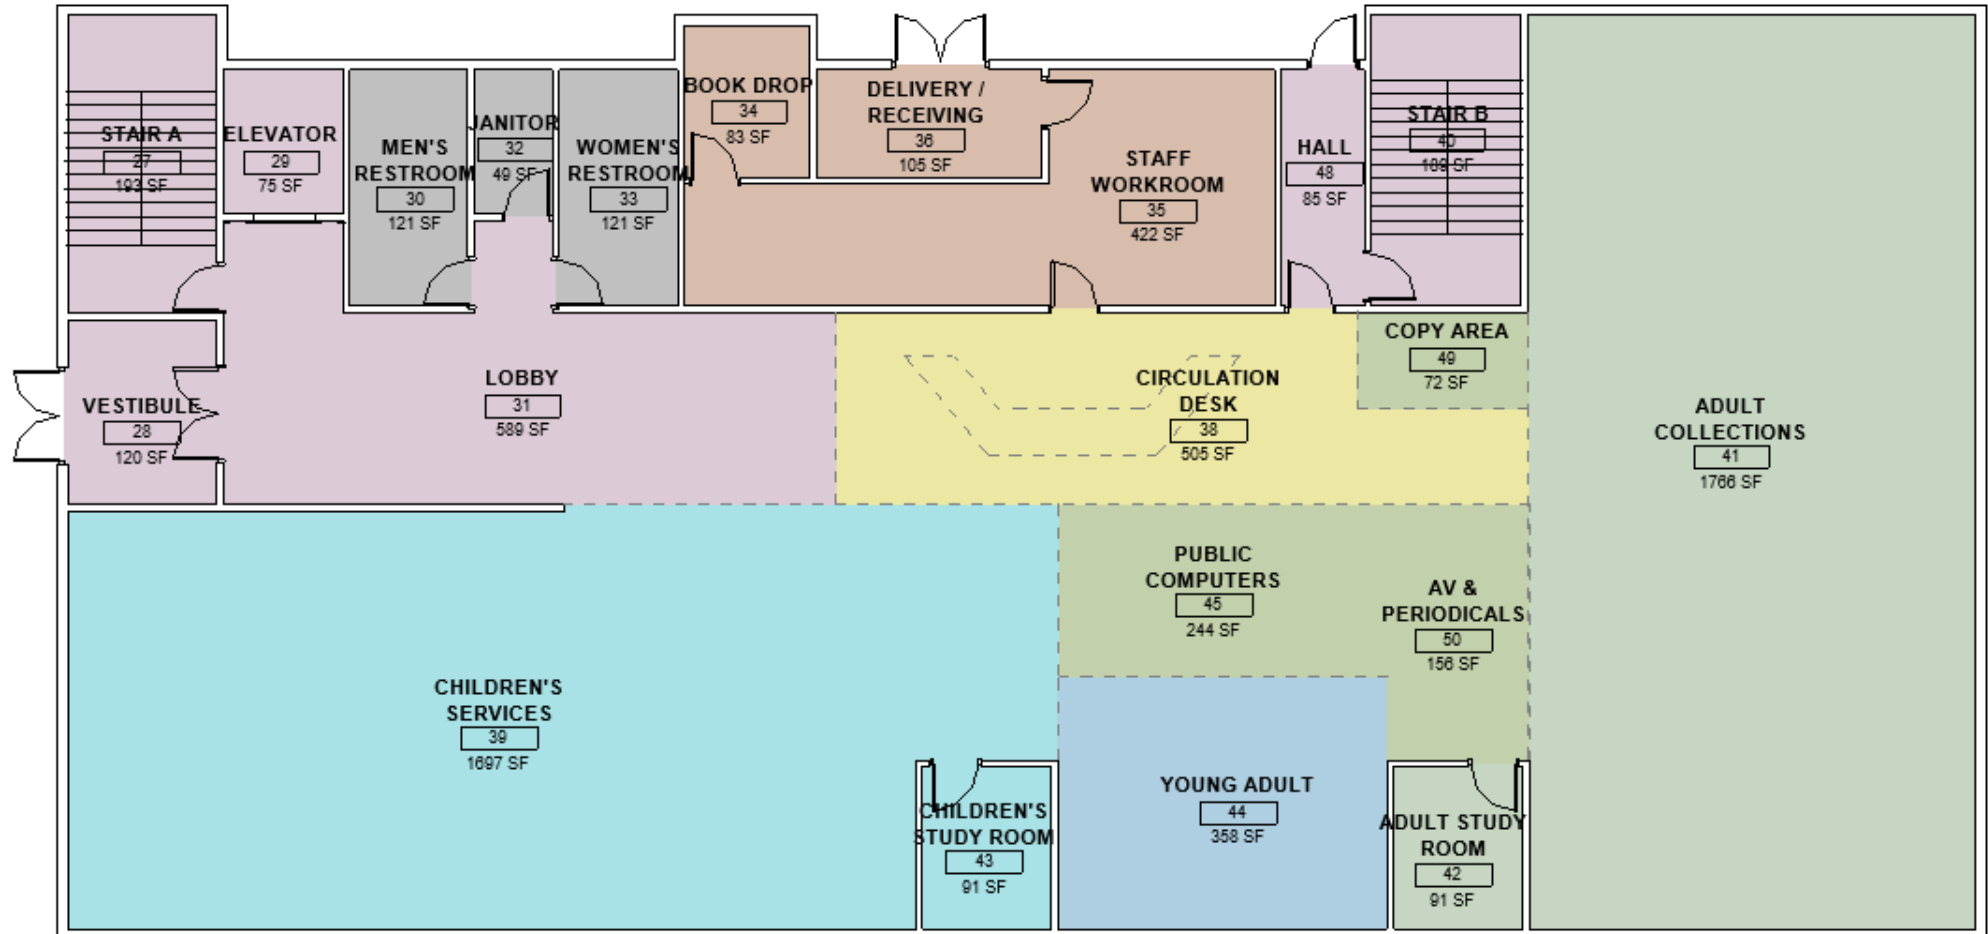 STAIR A
27
193 SF
ELEVATOR
29
75 SF
MEN'S
RESTROOM
30
121 SF
JANITOR
32
49 SF
WOMEN'S
RESTROOM
33
121 SF
BOOK DROP
34
83 SF
DELIVERY /
RECEIVING
36
105 SF
STAFF
WORKROOM
35
422 SF
HALL
48
85 SF
STAIR B
40
189 SF
VESTIBULE
28
120 SF
LOBBY
31
589 SF
CIRCULATION
DESK
38
505 SF
COPY AREA
49
72 SF
ADULT
COLLECTIONS
41
1766 SF
PUBLIC
COMPUTERS
45
244 SF
AV &
PERIODICALS
50
156 SF
CHILDREN'S
SERVICES
39
1697 SF
CHILDREN'S
STUDY ROOM
43
91 SF
YOUNG ADULT
44
358 SF
ADULT STUDY
ROOM
42
91 SF